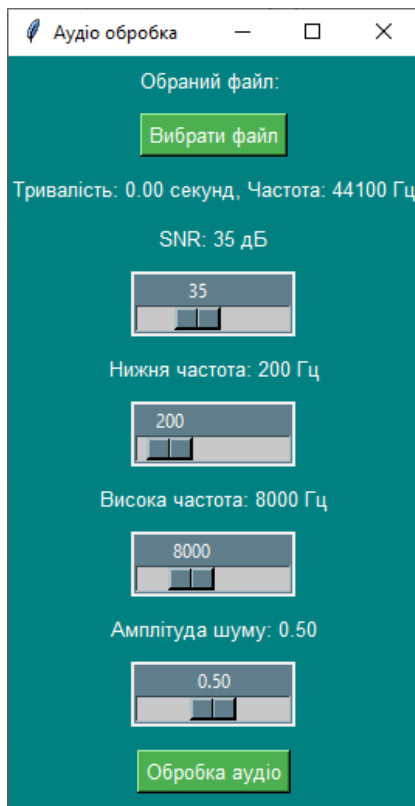 Аудіо обробка
Обраний файл:
Вибрати файл
Тривалість: 0.00 секунд, Частота: 44100 Гц
SNR: 35 дБ
35
Нижня частота: 200 Гц
200
Висока частота: 8000 Гц
8000
Амплітуда шуму: 0.50
0.50
Обробка аудіо